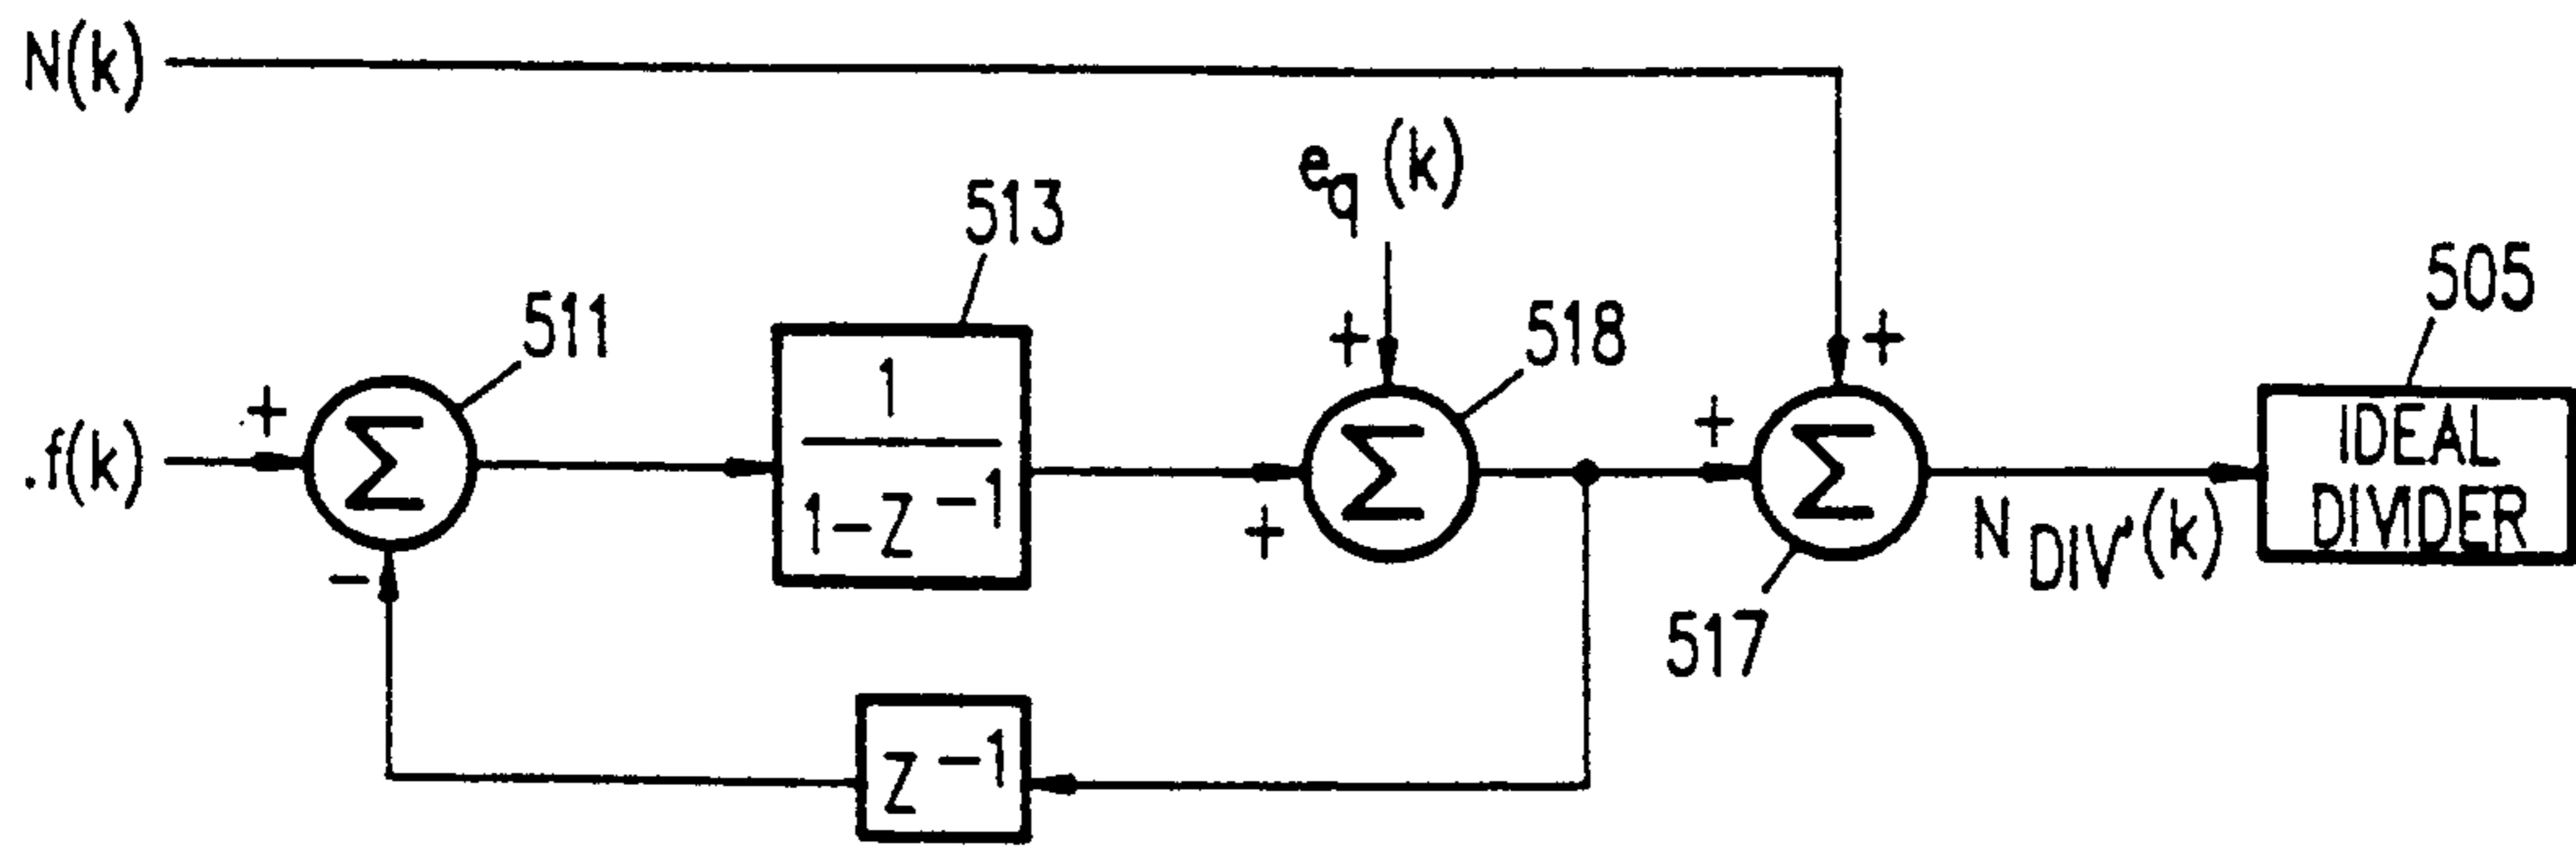 N(k)
e_q (k)
513
505
511
518
+
+
+
.f(k)
+
Σ
1
1-Z^-1
+
Σ
+
Σ
N_DIV'(k)
IDEAL
DIVIDER
-
517
Z^-1